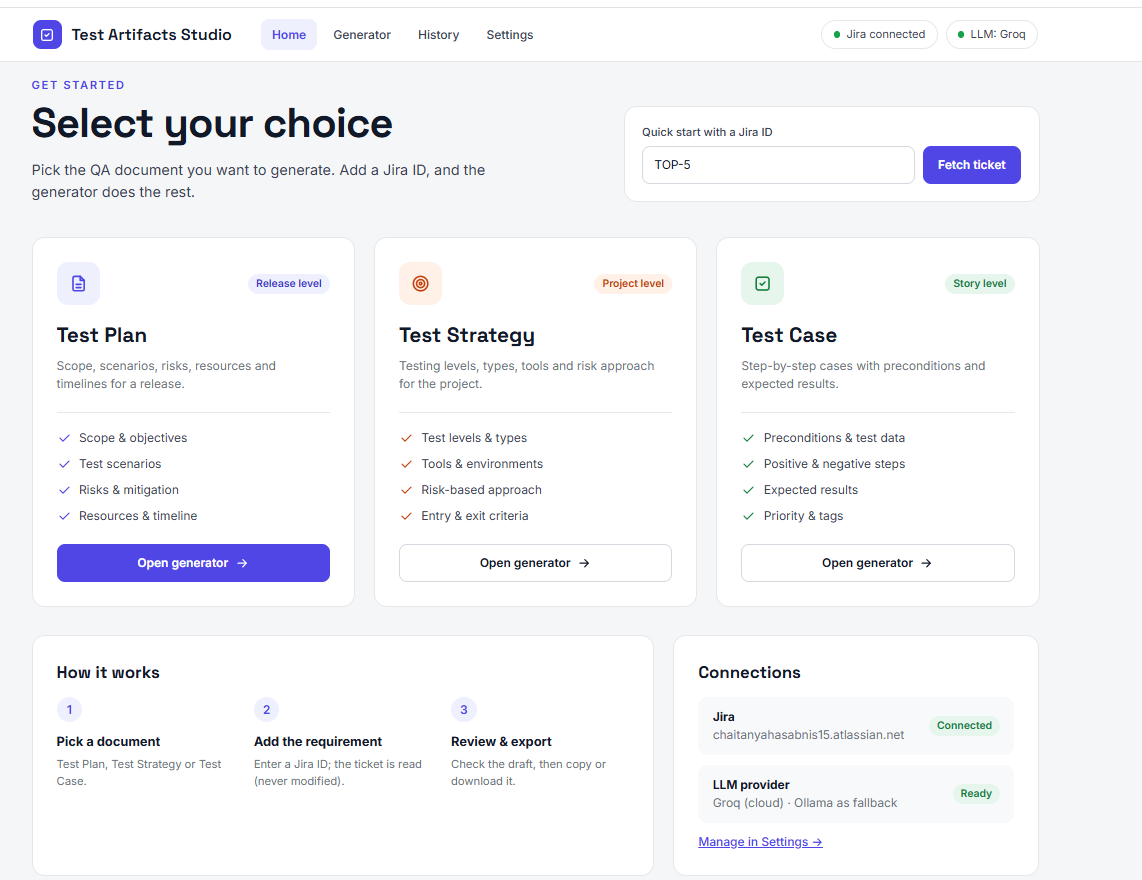 Test Artifacts Studio
Home
Generator
History
Settings
Jira connected
LLM: Groq
GET STARTED
Select your choice
Pick the QA document you want to generate. Add a Jira ID, and the
generator does the rest.
Quick start with a Jira ID
TOP-5
Fetch ticket
Release level
Test Plan
Scope, scenarios, risks, resources and
timelines for a release.
Scope & objectives
Test scenarios
Risks & mitigation
Resources & timeline
Open generator →
Project level
Test Strategy
Testing levels, types, tools and risk approach
for the project.
Test levels & types
Tools & environments
Risk-based approach
Entry & exit criteria
Open generator →
Story level
Test Case
Step-by-step cases with preconditions and
expected results.
Preconditions & test data
Positive & negative steps
Expected results
Priority & tags
Open generator →
How it works
1
Pick a document
Test Plan, Test Strategy or Test
Case.
2
Add the requirement
Enter a Jira ID; the ticket is read
(never modified).
3
Review & export
Check the draft, then copy or
download it.
Connections
Jira
chaitanyahasabnis15.atlassian.net
Connected
LLM provider
Groq (cloud) · Ollama as fallback
Ready
Manage in Settings →